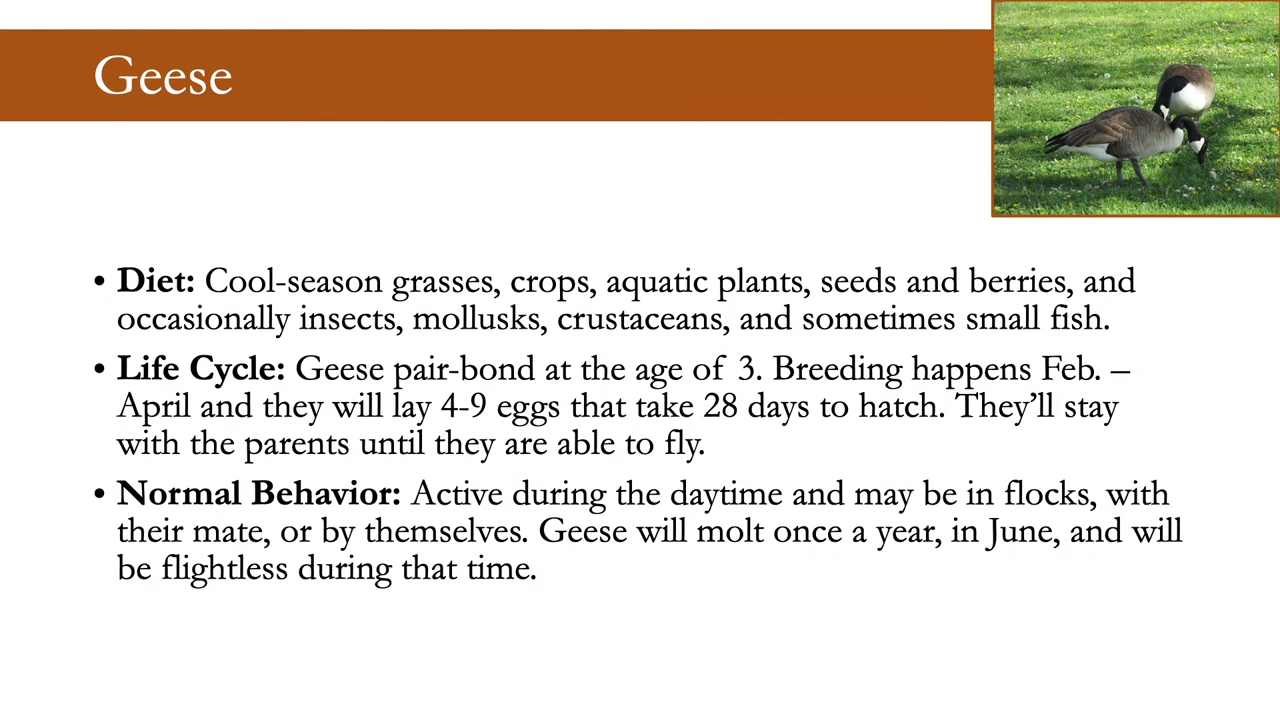 Geese
• Diet: Cool-season grasses, crops, aquatic plants, seeds and berries, and
occasionally insects, mollusks, crustaceans, and sometimes small fish.
• Life Cycle: Geese pair-bond at the age of 3. Breeding happens Feb. –
April and they will lay 4-9 eggs that take 28 days to hatch. They’ll stay
with the parents until they are able to fly.
• Normal Behavior: Active during the daytime and may be in flocks, with
their mate, or by themselves. Geese will molt once a year, in June, and will
be flightless during that time.